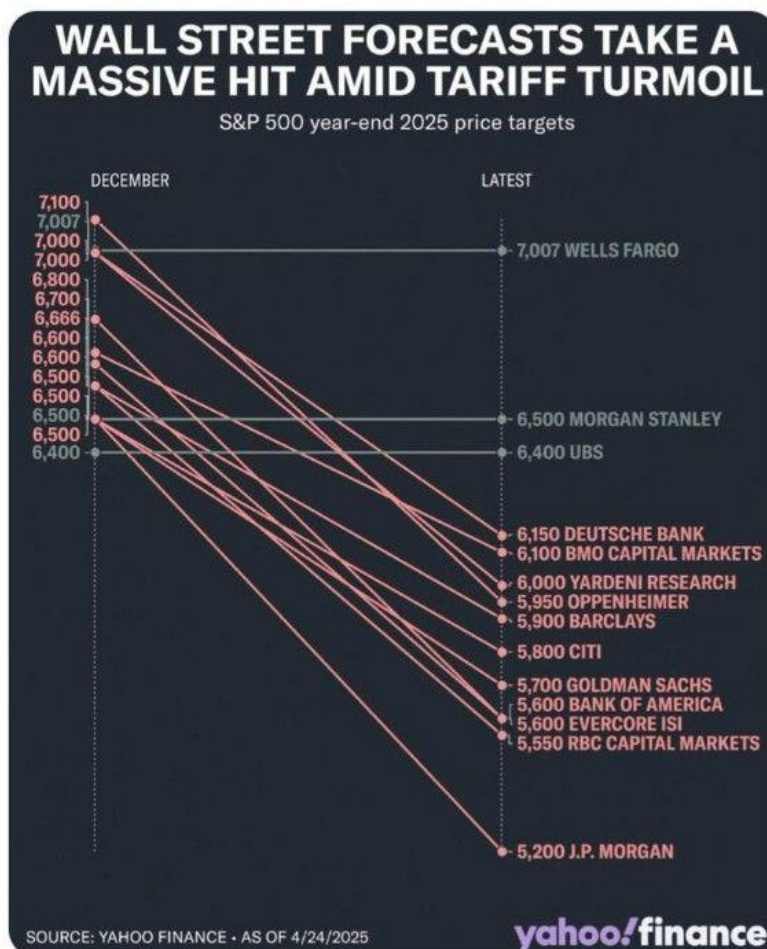 WALL STREET FORECASTS TAKE A
MASSIVE HIT AMID TARIFF TURMOIL
S&P 500 year-end 2025 price targets
DECEMBER
LATEST
7,100
7,007
7,000
7,000
6,800
6,700
6,666
6,600
6,600
6,500
6,500
6,500
6,500
6,400
7,007 WELLS FARGO
6,500 MORGAN STANLEY
6,400 UBS
6,150 DEUTSCHE BANK
6,100 BMO CAPITAL MARKETS
6,000 YARDENI RESEARCH
5,950 OPPENHEIMER
5,900 BARCLAYS
5,800 CITI
5,700 GOLDMAN SACHS
5,600 BANK OF AMERICA
5,600 EVERCORE ISI
5,550 RBC CAPITAL MARKETS
5,200 J.P. MORGAN
SOURCE: YAHOO FINANCE • AS OF 4/24/2025
yahoo!finance